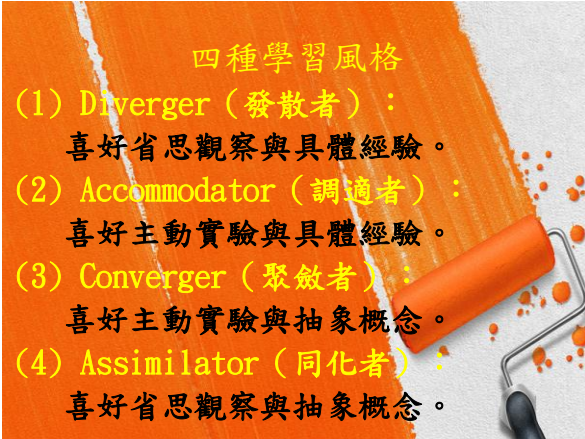 四種學習風格
(1) Diverger（發散者）：
喜好省思觀察與具體經驗。
(2) Accommodator（調適者）：
喜好主動實驗與具體經驗。
(3) Converger（聚斂者）：
喜好主動實驗與抽象概念。
(4) Assimilator（同化者）：
喜好省思觀察與抽象概念。